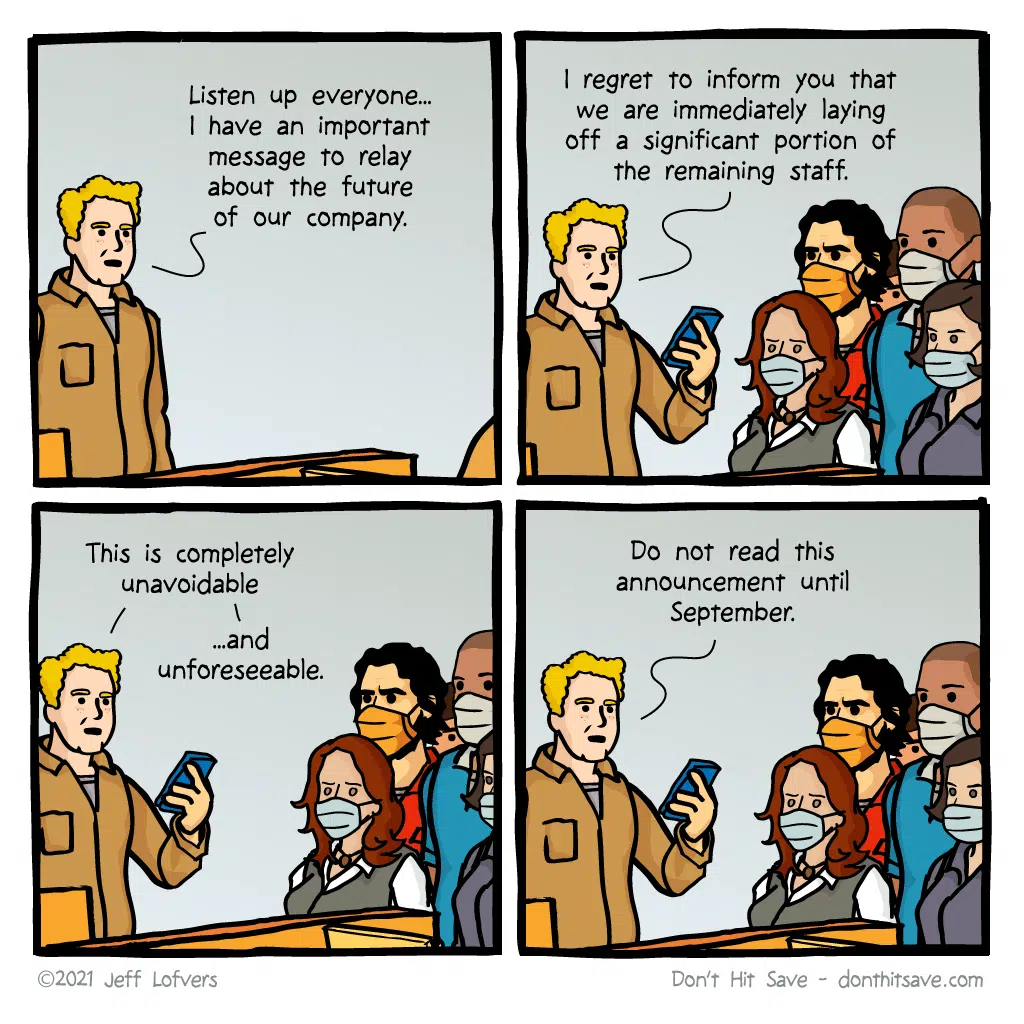 Listen up everyone...
I have an important
message to relay
about the future
of our company.
I regret to inform you that
we are immediately laying
off a significant portion of
the remaining staff.
This is completely
unavoidable
...and
unforeseeable.
Do not read this
announcement until
September.
©2021 Jeff Lofvers
Don't Hit Save - donthitsave.com